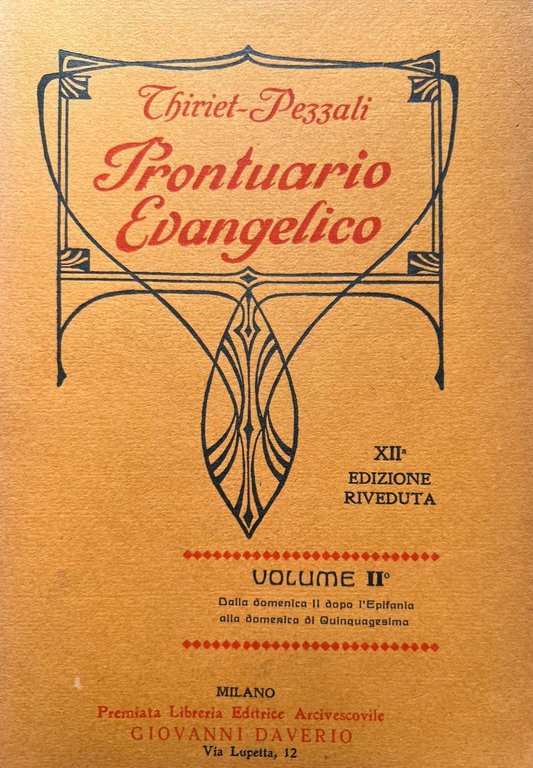 Thiriet-Pezzali
Prontuario
Evangelico
XIIª
EDIZIONE
RIVEDUTA
VOLUME IIº
Dalla domenica II dopo l'Epifania
alla domenica di Quinquagesima
MILANO
Premiata Libreria Editrice Arcivescovile
GIOVANNI DAVERIO
Via Lupetta, 12